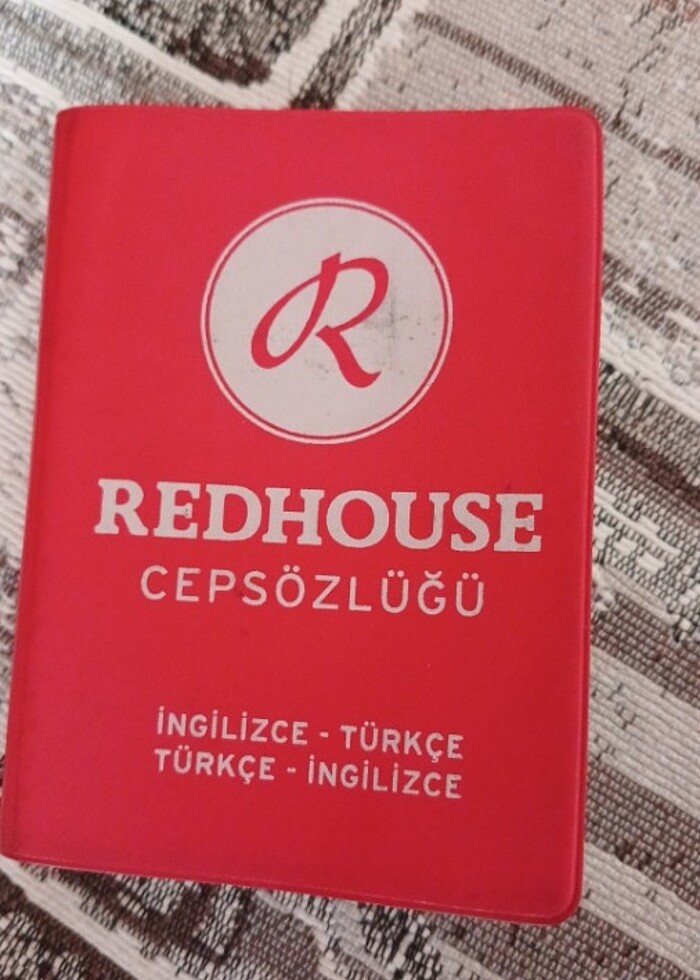 R
REDHOUSE
CEPSÖZLÜĞÜ
İNGİLİZCE - TÜRKÇE
TÜRKÇE - İNGİLİZCE